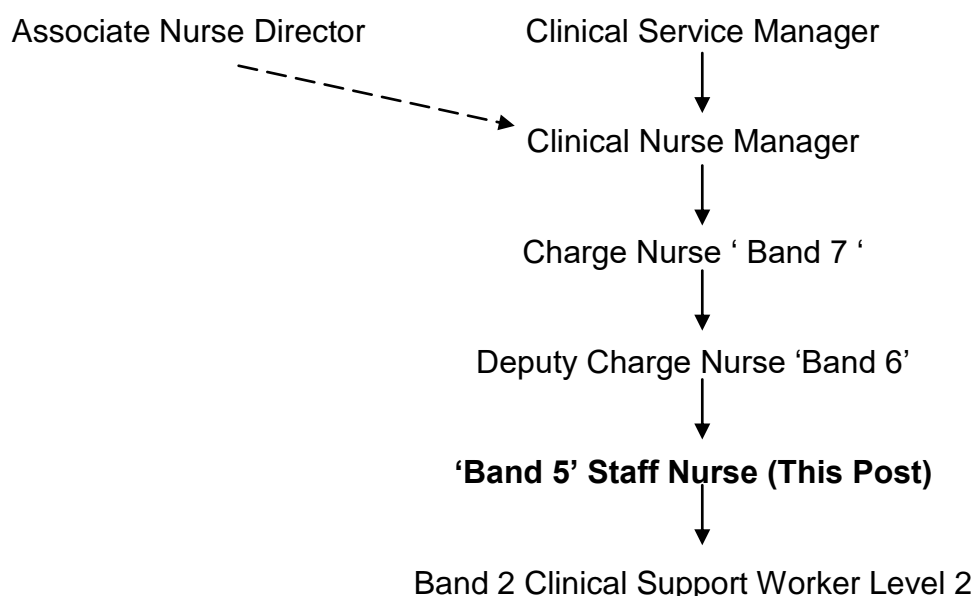 Associate Nurse Director
Clinical Service Manager
Clinical Nurse Manager
Charge Nurse ‘ Band 7 ‘
Deputy Charge Nurse ‘Band 6’
‘Band 5’ Staff Nurse (This Post)
Band 2 Clinical Support Worker Level 2